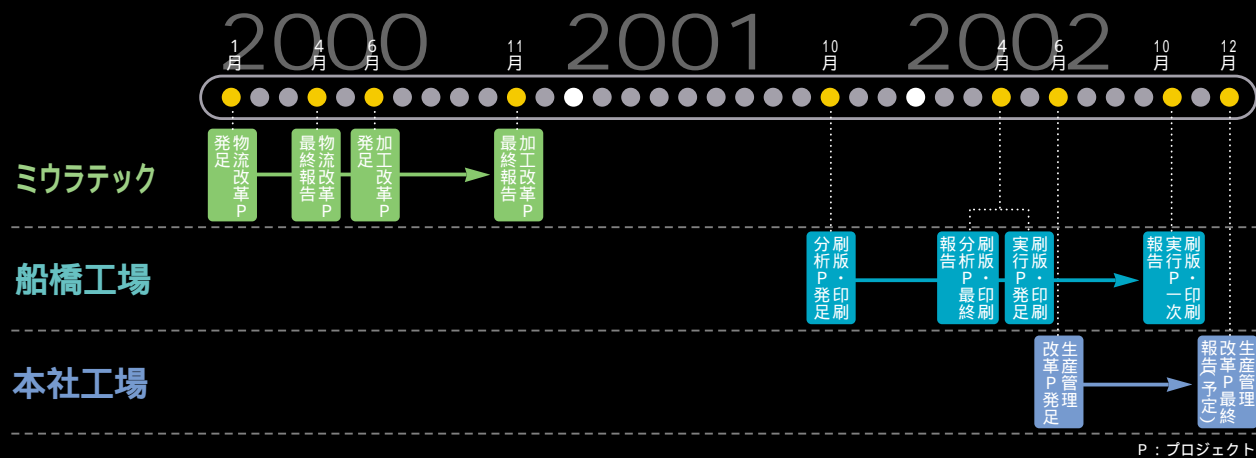 2000
2001
2002
1月
4月
6月
11月
10月
4月
6月
10月
12月
ミウラテック
物流改革P
発足
物流改革P
最終報告
加工改革P
発足
加工改革P
最終報告
船橋工場
刷版・印刷
分析P発足
刷版・印刷
分析P最終
報告
刷版・印刷
実行P発足
刷版・印刷
実行P一次
報告
本社工場
生産管理
改革P発足
生産管理
改革P最終
報告(予定)
P：プロジェクト